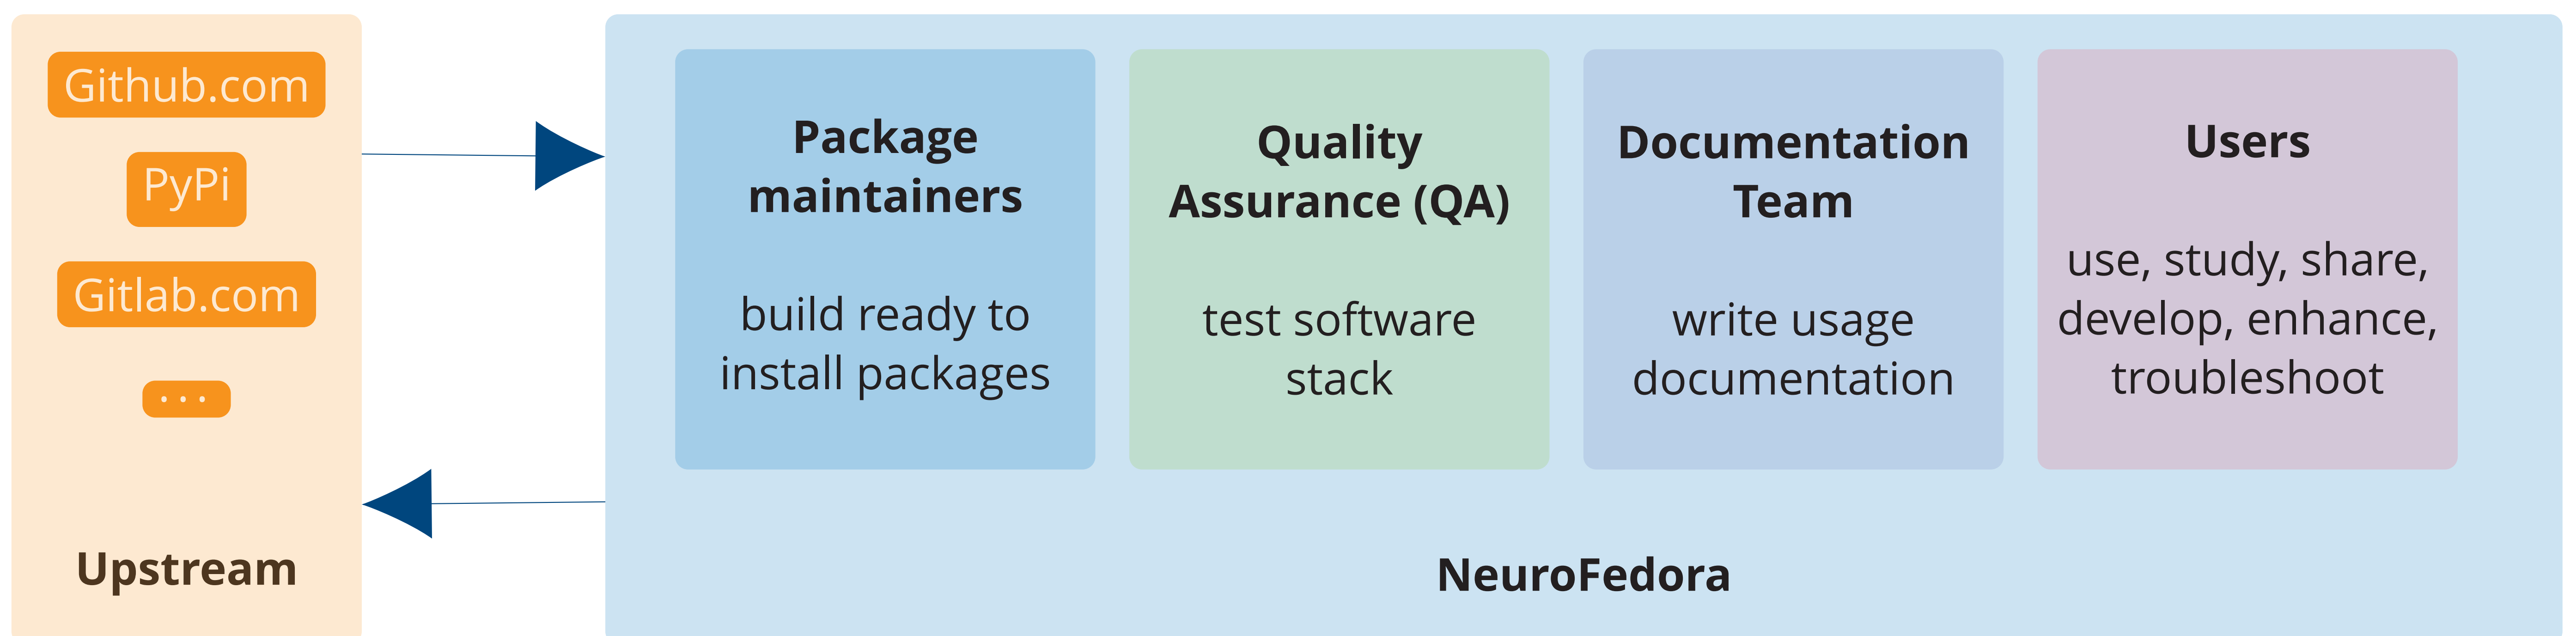 Github.com
PyPi
Gitlab.com
...
Upstream
Package
maintainers
build ready to
install packages
Quality
Assurance (QA)
test software
stack
Documentation
Team
write usage
documentation
Users
use, study, share,
develop, enhance,
troubleshoot
NeuroFedora